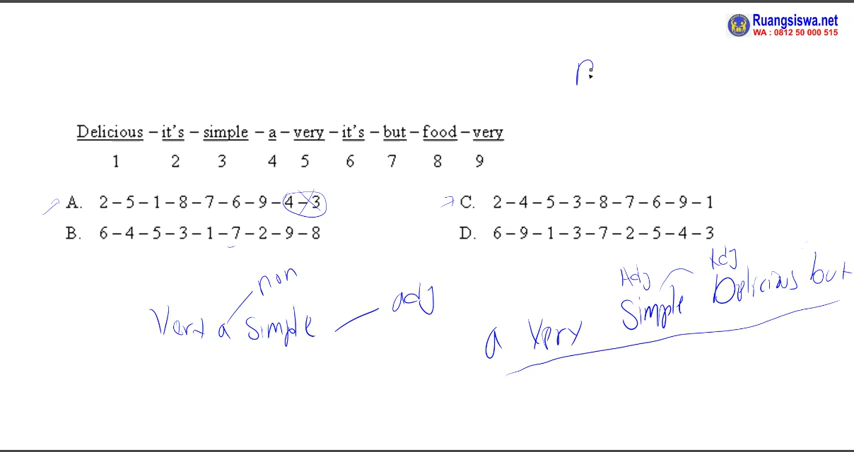 Ruangsiswa.net
WA : 0812 50 000 515
Delicious – it's – simple – a – very – it's – but – food – very
1 2 3 4 5 6 7 8 9
A. 2 – 5 – 1 – 8 – 7 – 6 – 9 – 4 – 3
B. 6 – 4 – 5 – 3 – 1 – 7 – 2 – 9 – 8
C. 2 – 4 – 5 – 3 – 8 – 7 – 6 – 9 – 1
D. 6 – 9 – 1 – 3 – 7 – 2 – 5 – 4 – 3
non
adj
Very a simple
Adj Adj
a very Simple Delicious but